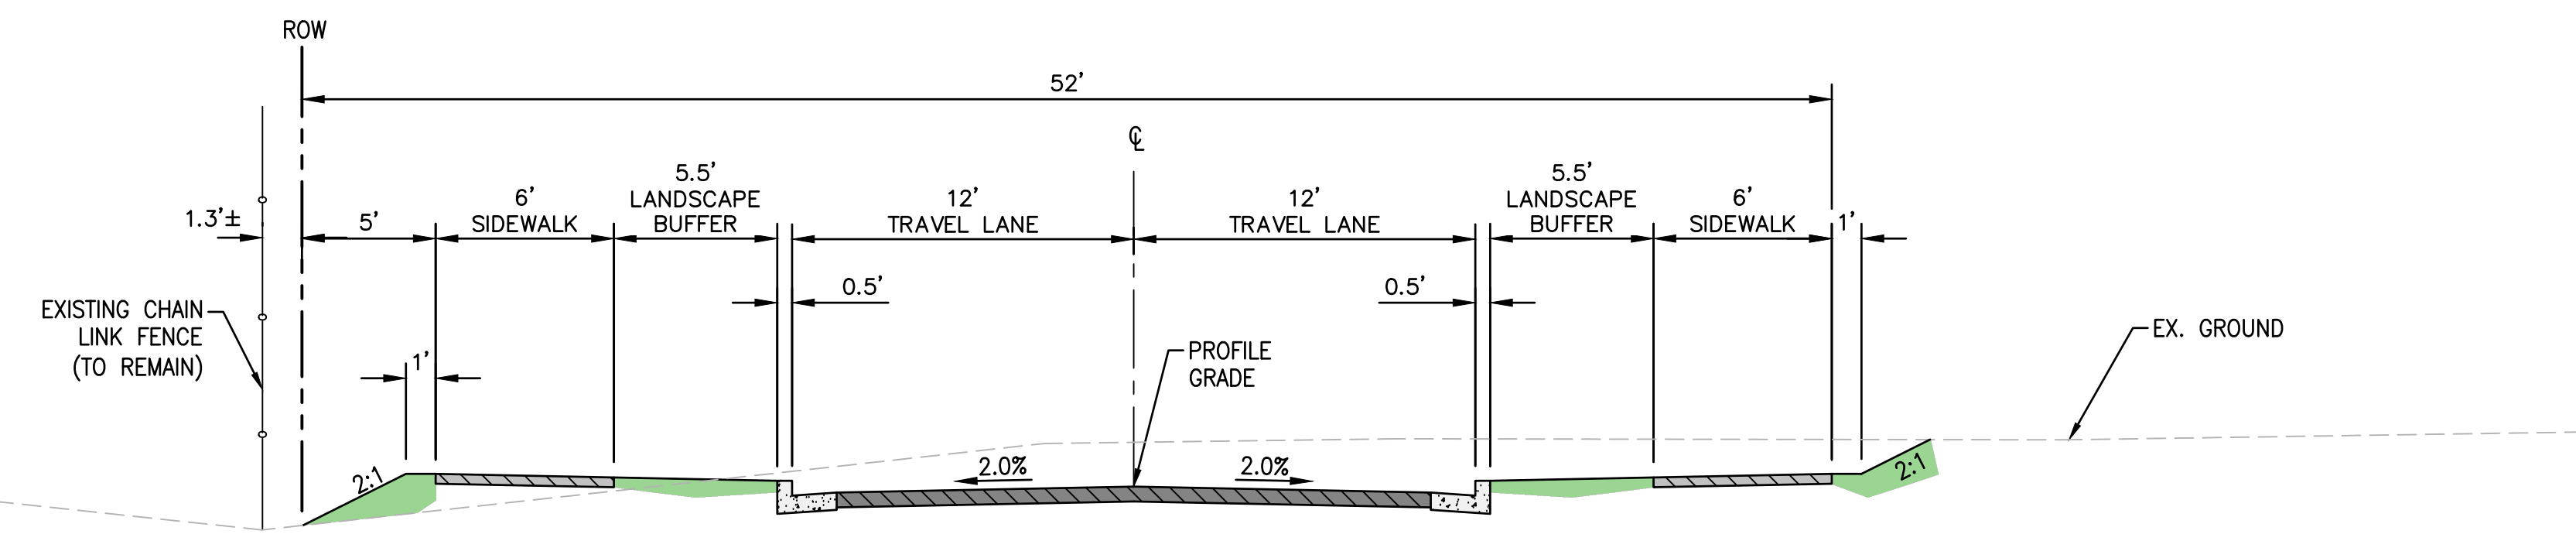 ROW
52'
℄
5.5'
LANDSCAPE
BUFFER
5.5'
LANDSCAPE
BUFFER
1.3'±
5'
6'
SIDEWALK
12'
TRAVEL LANE
12'
TRAVEL LANE
6'
SIDEWALK
1'
0.5'
0.5'
EXISTING CHAIN
LINK FENCE
(TO REMAIN)
1'
PROFILE
GRADE
EX. GROUND
2:1
2.0%
2.0%
2:1